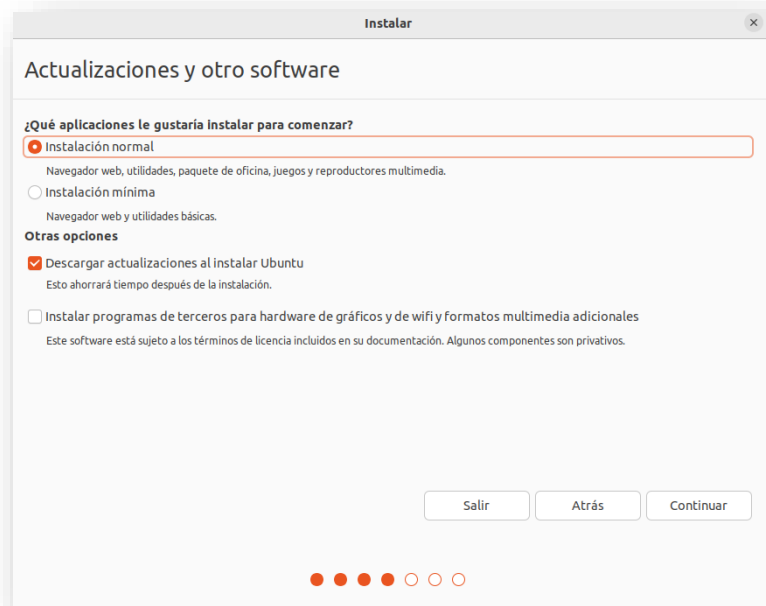 Instalar
Actualizaciones y otro software
¿Qué aplicaciones le gustaría instalar para comenzar?
Instalación normal
Navegador web, utilidades, paquete de oficina, juegos y reproductores multimedia.
Instalación mínima
Navegador web y utilidades básicas.
Otras opciones
Descargar actualizaciones al instalar Ubuntu
Esto ahorrará tiempo después de la instalación.
Instalar programas de terceros para hardware de gráficos y de wifi y formatos multimedia adicionales
Este software está sujeto a los términos de licencia incluidos en su documentación. Algunos componentes son privativos.
Salir Atrás Continuar